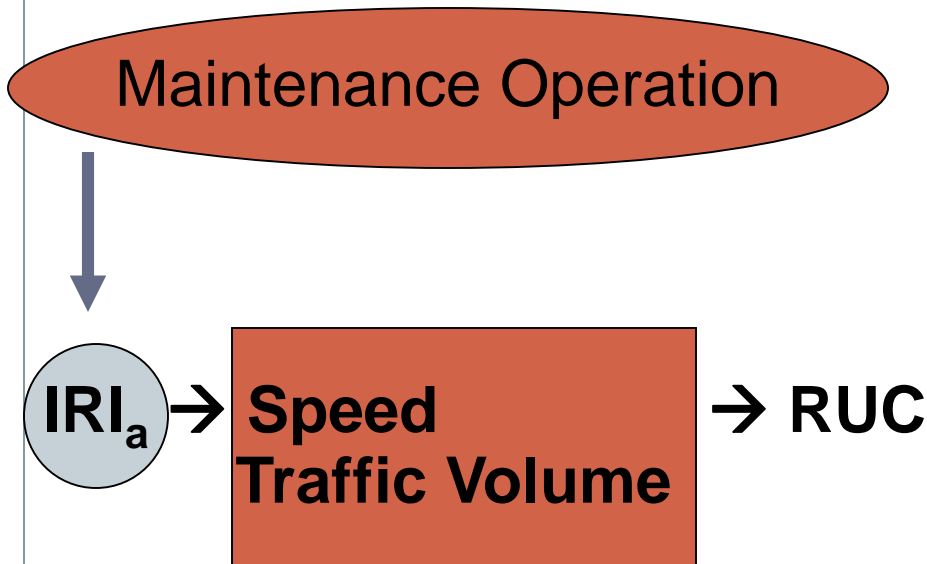 Maintenance Operation
IRIₐ → Speed → RUC
Traffic Volume